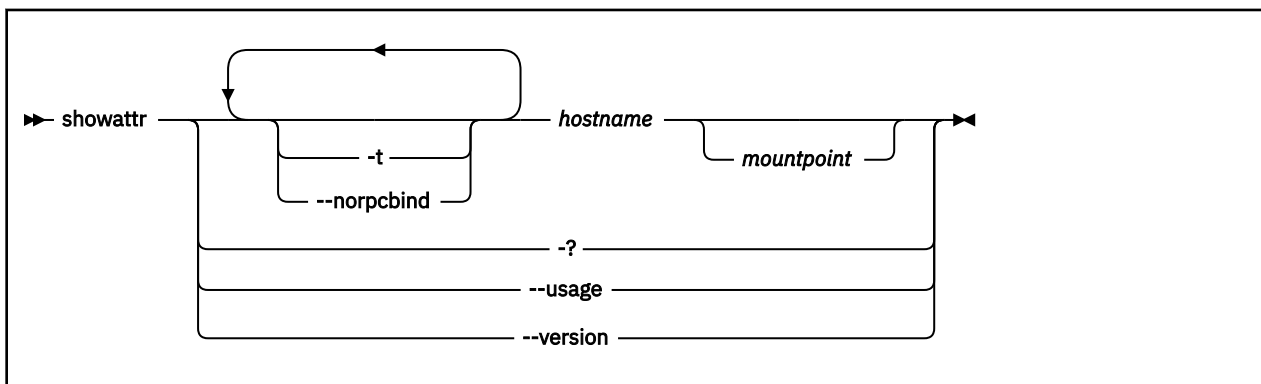 showattr hostname
-t mountpoint
--norpcbind
-?
--usage
--version